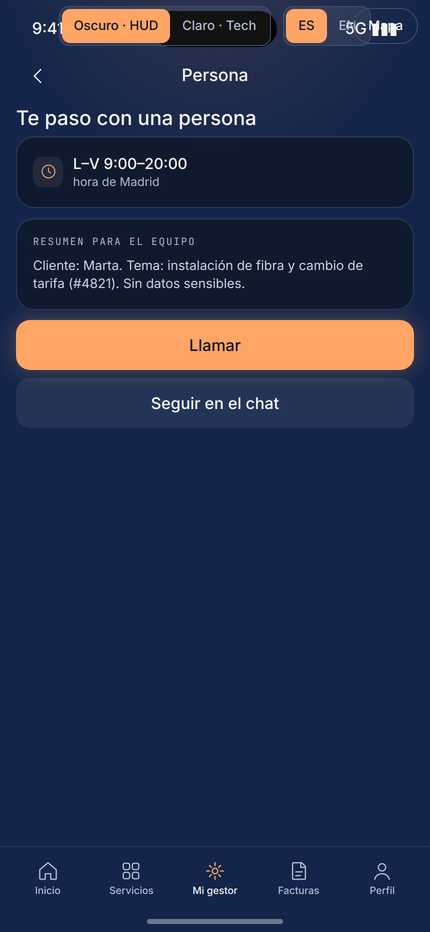 9:41
Oscuro · HUD
Claro · Tech
ES
5G
Persona
Te paso con una persona
L–V 9:00–20:00
hora de Madrid
RESUMEN PARA EL EQUIPO
Cliente: Marta. Tema: instalación de fibra y cambio de
tarifa (#4821). Sin datos sensibles.
Llamar
Seguir en el chat
Inicio
Servicios
Mi gestor
Facturas
Perfil